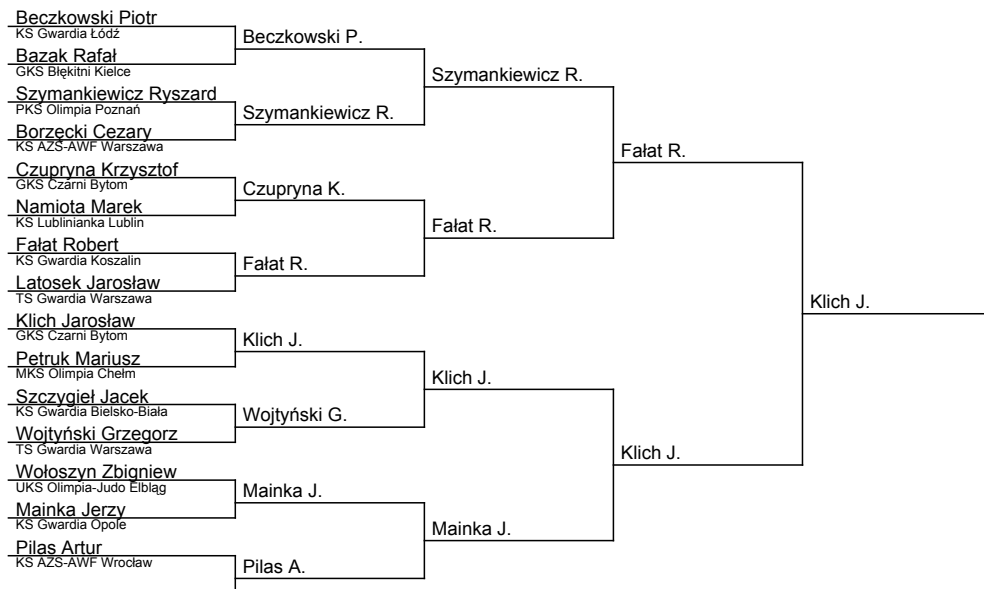 Beczkowski Piotr
KS Gwardia Łódź
Bazak Rafał
GKS Błękitni Kielce
Szymankiewicz Ryszard
PKS Olimpia Poznań
Borzęcki Cezary
KS AZS-AWF Warszawa
Czupryna Krzysztof
GKS Czarni Bytom
Namiota Marek
KS Lublinianka Lublin
Fałat Robert
KS Gwardia Koszalin
Latosek Jarosław
TS Gwardia Warszawa
Klich Jarosław
GKS Czarni Bytom
Petruk Mariusz
MKS Olimpia Chełm
Szczygieł Jacek
KS Gwardia Bielsko-Biała
Wojtyński Grzegorz
TS Gwardia Warszawa
Wołoszyn Zbigniew
UKS Olimpia-Judo Elbląg
Mainka Jerzy
KS Gwardia Opole
Pilas Artur
KS AZS-AWF Wrocław
Beczkowski P.
Szymankiewicz R.
Czupryna K.
Fałat R.
Klich J.
Wojtyński G.
Mainka J.
Pilas A.
Szymankiewicz R.
Fałat R.
Klich J.
Mainka J.
Fałat R.
Klich J.
Klich J.